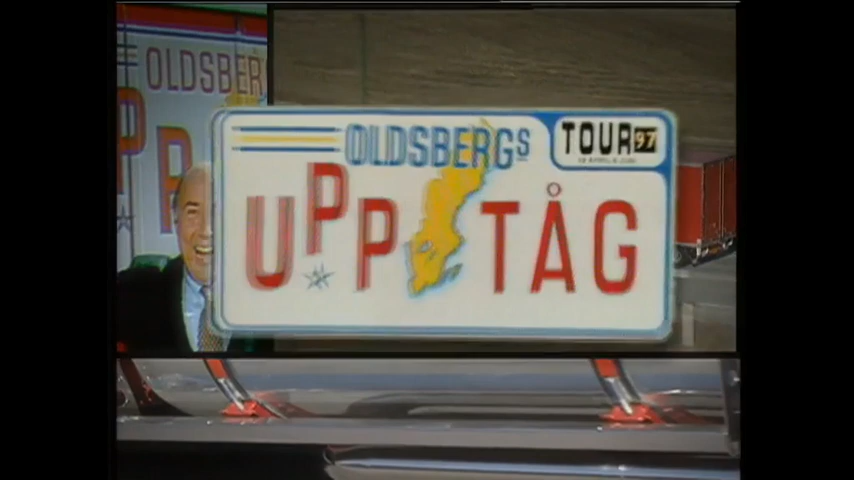 OLDSBER
P P
OLDSBERGS
TOUR 97
UPP TÅG